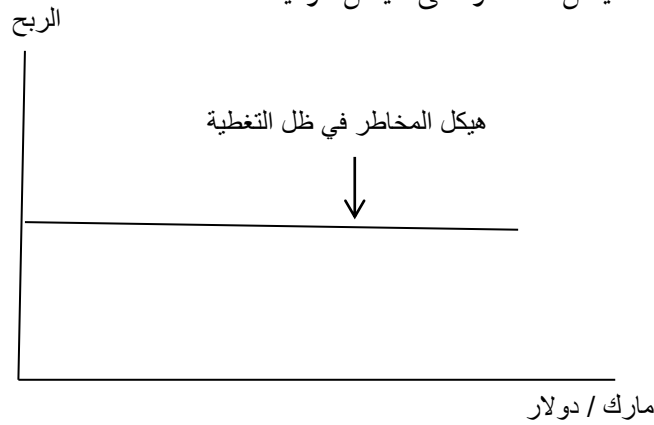 الربح
هيكل المخاطر في ظل التغطية
مارك / دولار